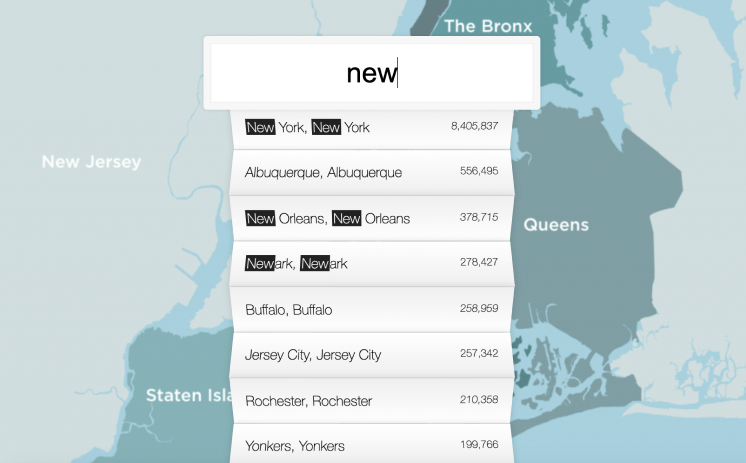 The Bronx
new
New York, New York 8,405,837
New Jersey
Albuquerque, Albuquerque 556,495
New Orleans, New Orleans 378,715
Queens
Newark, Newark 278,427
Buffalo, Buffalo 258,959
Jersey City, Jersey City 257,342
Staten Isla
Rochester, Rochester 210,358
Yonkers, Yonkers 199,766